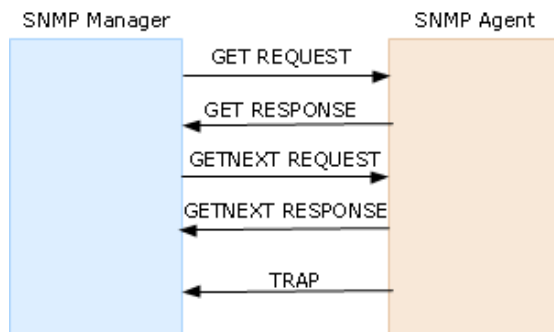 SNMP Manager
SNMP Agent
GET REQUEST
GET RESPONSE
GETNEXT REQUEST
GETNEXT RESPONSE
TRAP